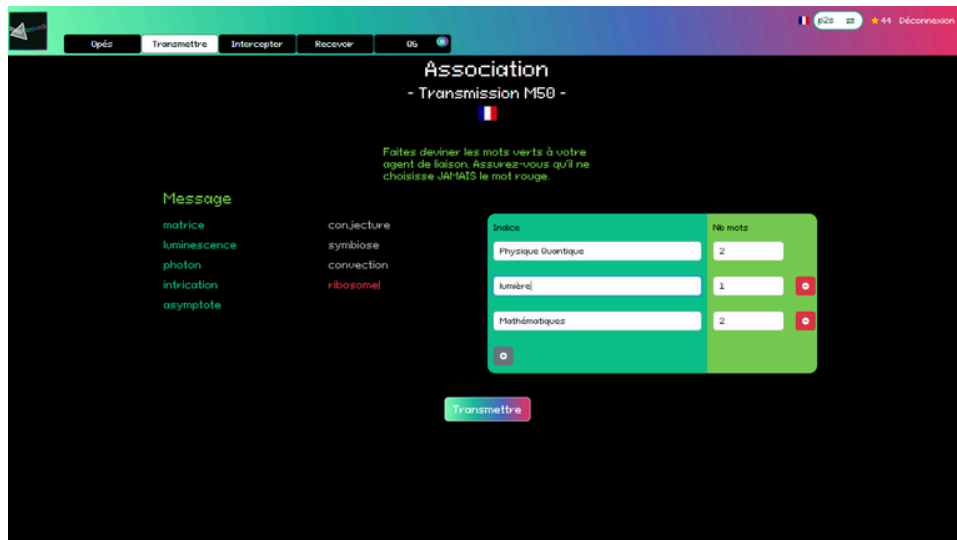 p2s ⇄ ★44 Déconnexion
Opés Transmettre Intercepter Recevoir OG
Association
- Transmission M50 -
Faites deviner les mots verts à votre
agent de liaison. Assurez-vous qu'il ne
choisisse JAMAIS le mot rouge.
Message
matrice conjecture
luminescence symbiose
photon convection
intrication ribosome
asymptote
Indice Nb mots
Physique Quantique 2
lumière 1
Mathématiques 2
Transmettre